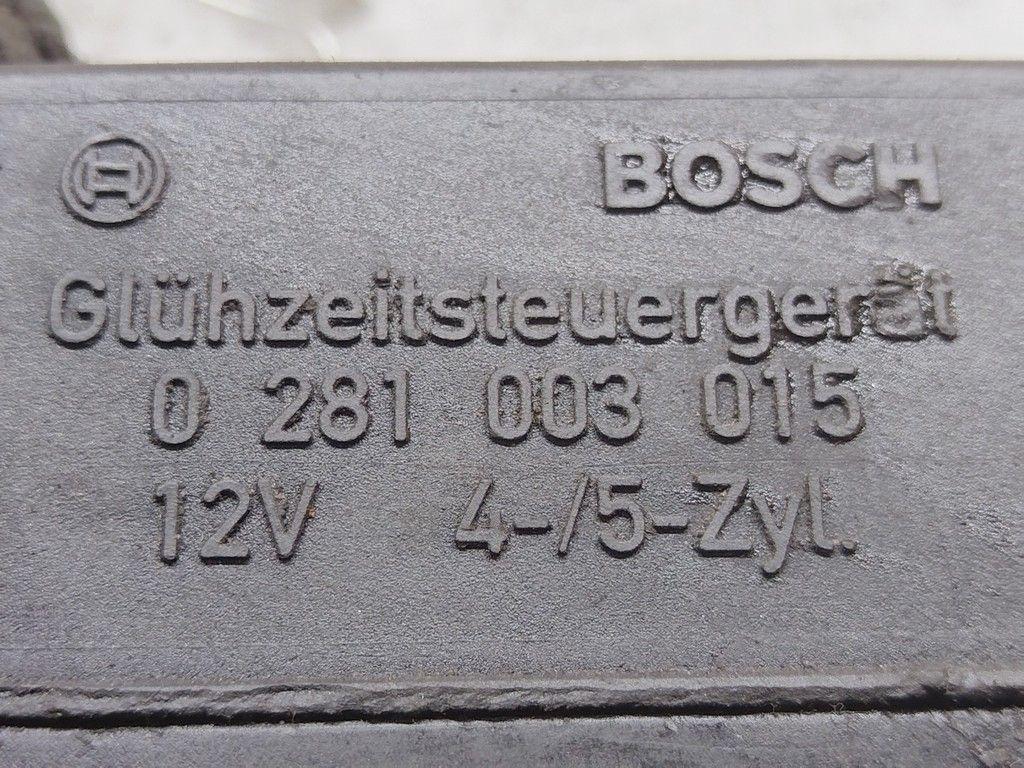 BOSCH
Glühzeitsteuergerät
0 281 003 015
12V 4-/5-Zyl.